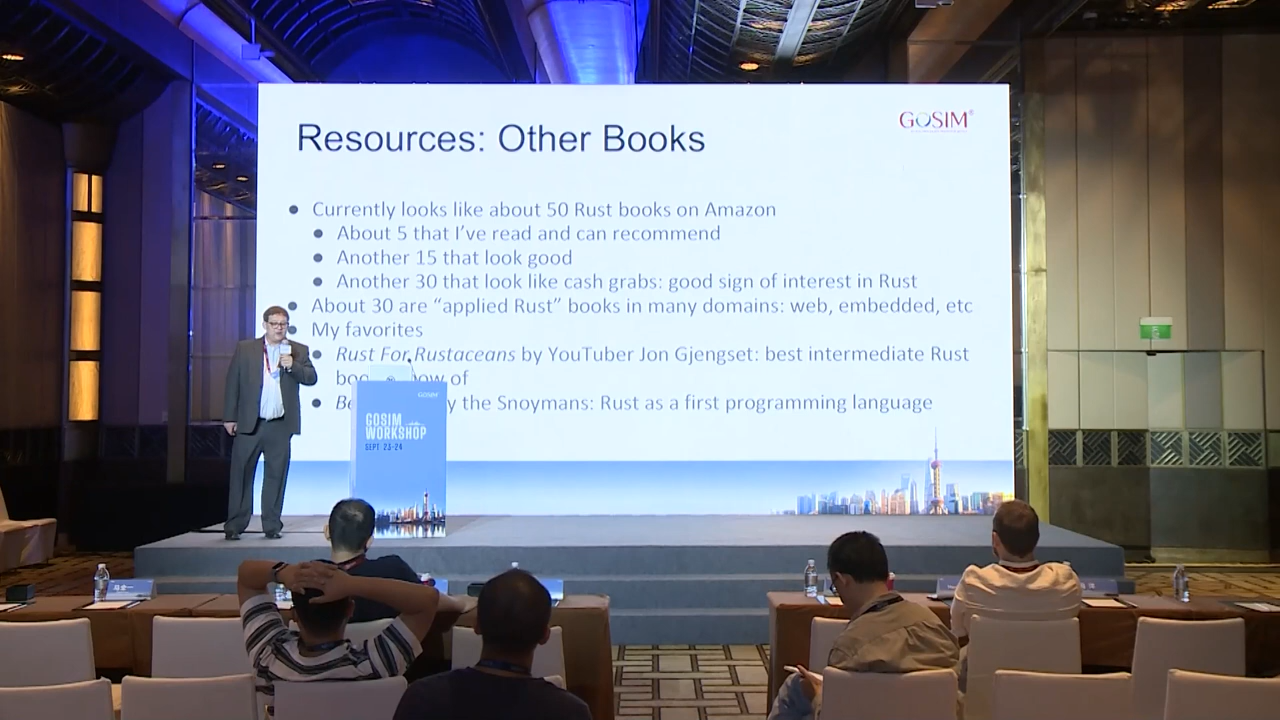 GOSIM
Resources: Other Books
Currently looks like about 50 Rust books on Amazon
About 5 that I've read and can recommend
Another 15 that look good
Another 30 that look like cash grabs: good sign of interest in Rust
About 30 are “applied Rust” books in many domains: web, embedded, etc
My favorites
Rust For Rustaceans by YouTuber Jon Gjengset: best intermediate Rust
of
by the Snoymans: Rust as a first programming language
GOSIM
GOSIM
WORKSHOP
SEPT 23-24